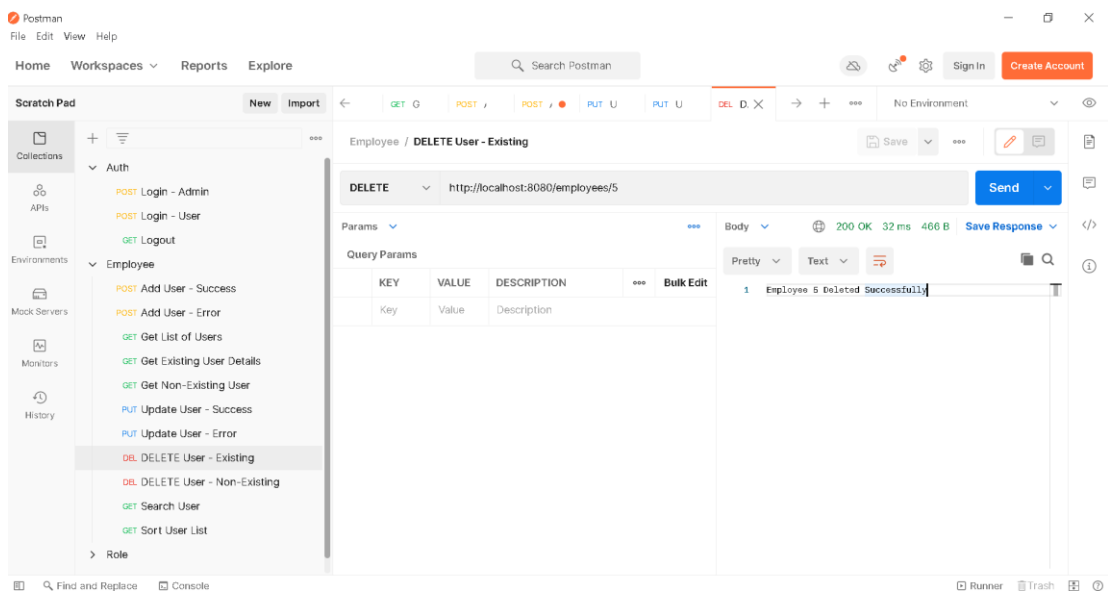 Postman
File Edit View Help
Home Workspaces Reports Explore
Search Postman
Sign In
Create Account
Scratch Pad
New
Import
GET G
POST /
POST /
PUT U
PUT U
DEL D.
No Environment
Collections
APIs
Environments
Mock Servers
Monitors
History
Auth
POST Login - Admin
POST Login - User
GET Logout
Employee
POST Add User - Success
POST Add User - Error
GET Get List of Users
GET Get Existing User Details
GET Get Non-Existing User
PUT Update User - Success
PUT Update User - Error
DEL DELETE User - Existing
DEL DELETE User - Non-Existing
GET Search User
GET Sort User List
Role
Employee / DELETE User - Existing
Save
DELETE
http://localhost:8080/employees/5
Send
Params
Query Params
KEY VALUE DESCRIPTION Bulk Edit
Key Value Description
Body
200 OK 32 ms 466 B Save Response
Pretty Text
1 Employee 5 Deleted Successfully
Find and Replace Console
Runner Trash